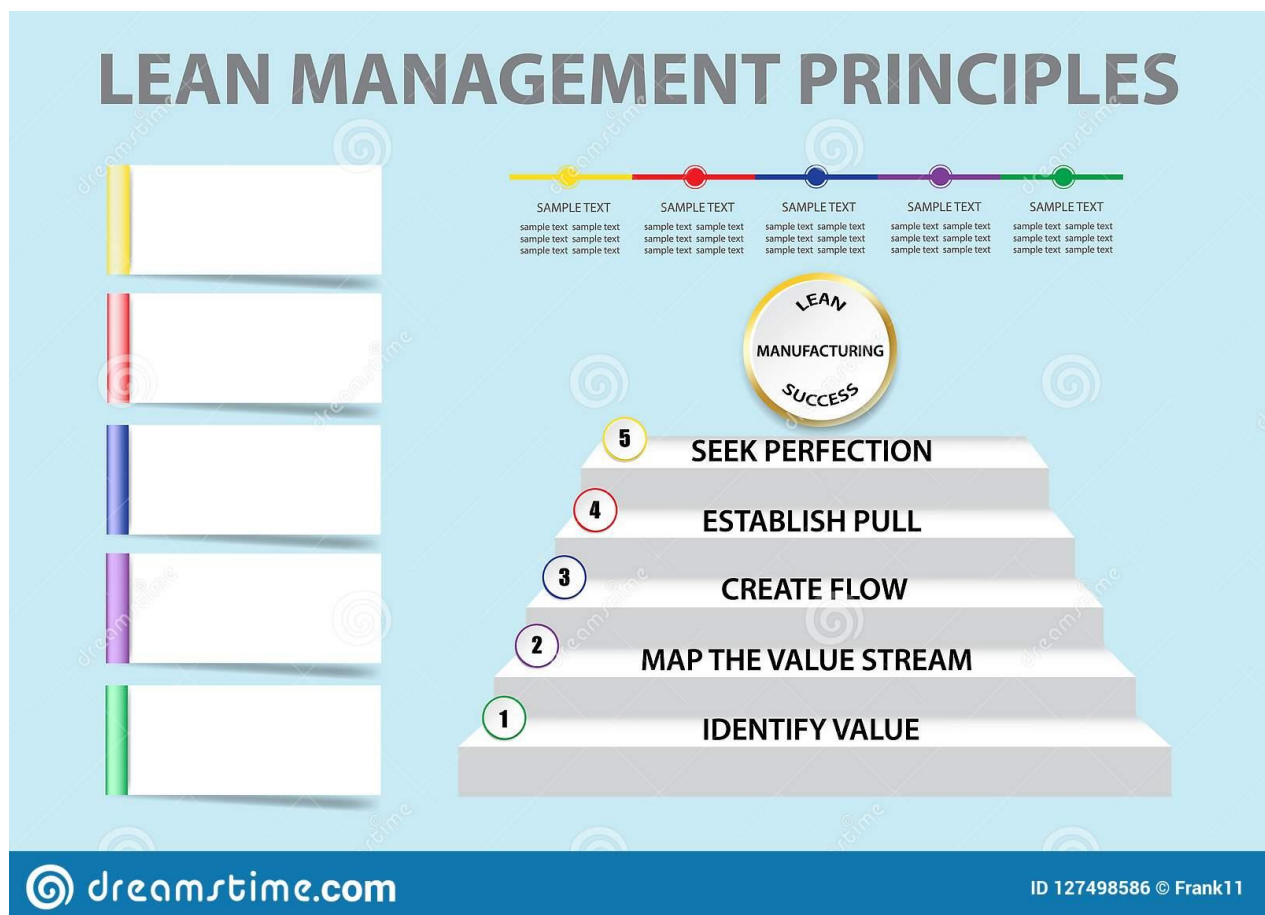 LEAN MANAGEMENT PRINCIPLES
SAMPLE TEXT
sample text sample text
sample text sample text
sample text sample text
SAMPLE TEXT
sample text sample text
sample text sample text
sample text sample text
SAMPLE TEXT
sample text sample text
sample text sample text
sample text sample text
SAMPLE TEXT
sample text sample text
sample text sample text
sample text sample text
SAMPLE TEXT
sample text sample text
sample text sample text
sample text sample text
LEAN
MANUFACTURING
SUCCESS
5 SEEK PERFECTION
4 ESTABLISH PULL
3 CREATE FLOW
2 MAP THE VALUE STREAM
1 IDENTIFY VALUE
dreamstime.com
ID 127498586 © Frank11